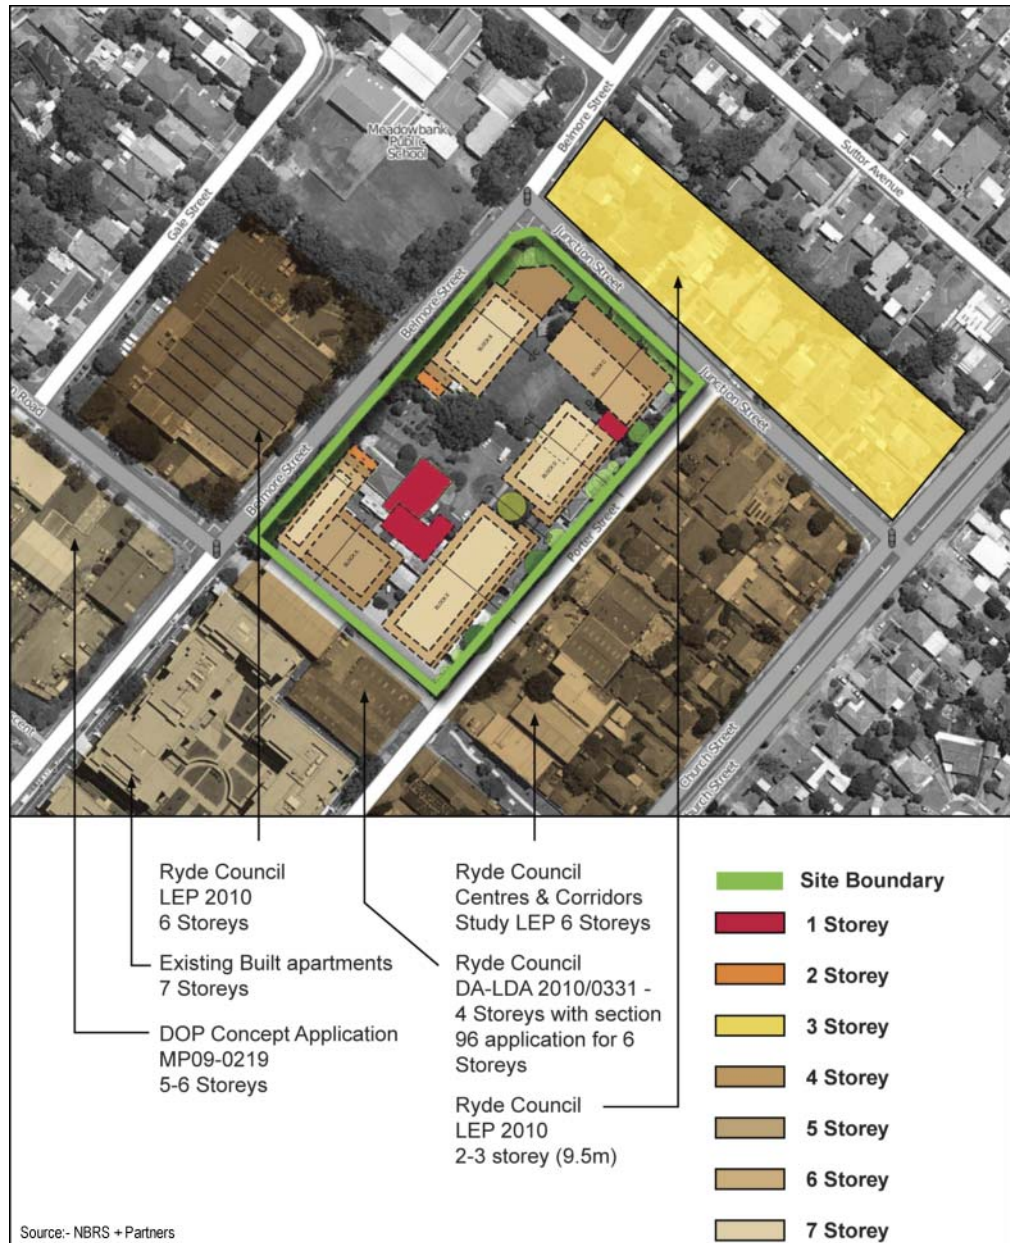 Meadowbank
Public
School
Belmore Street
Suttor Avenue
Gale Street
Junction Street
Belmore Street
Junction Street
Road
Belmore Street
Porter Street
Church Street
Church Street
Ryde Council
LEP 2010
6 Storeys
Existing Built apartments
7 Storeys
DOP Concept Application
MP09-0219
5-6 Storeys
Ryde Council
Centres & Corridors
Study LEP 6 Storeys
Ryde Council
DA-LDA 2010/0331 -
4 Storeys with section
96 application for 6
Storeys
Ryde Council
LEP 2010
2-3 storey (9.5m)
Site Boundary
1 Storey
2 Storey
3 Storey
4 Storey
5 Storey
6 Storey
7 Storey
Source:- NBRS + Partners